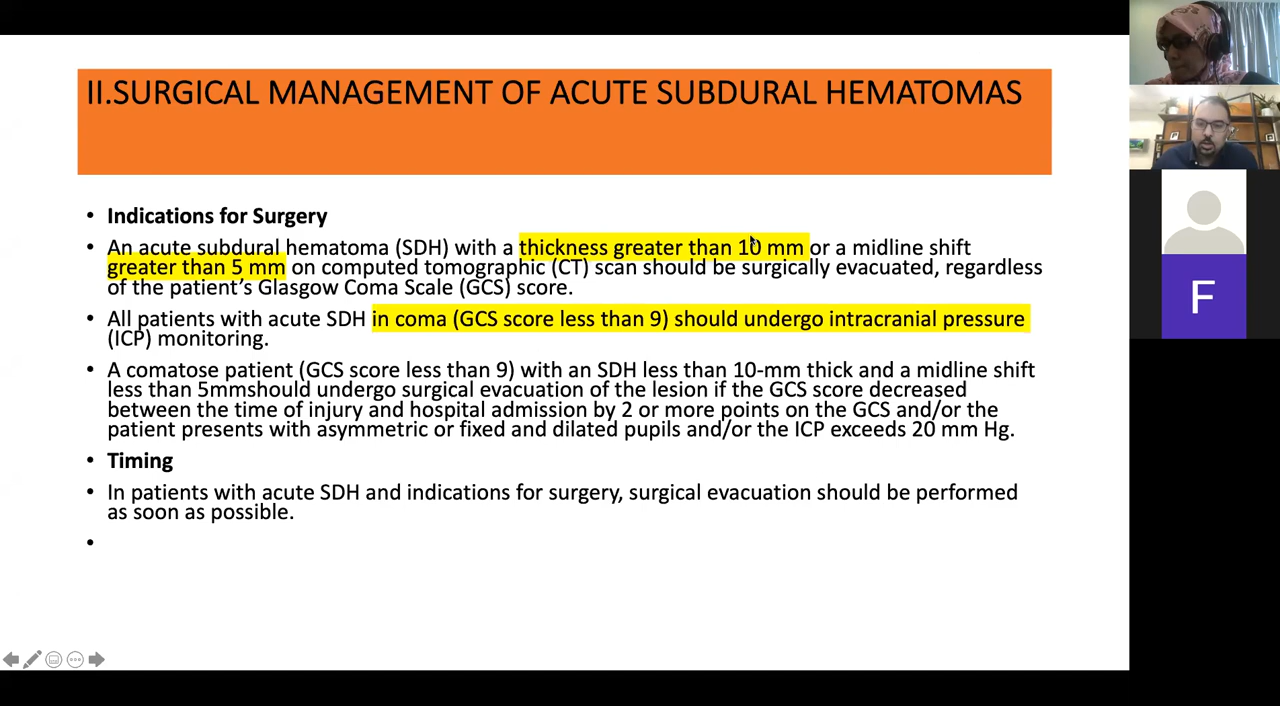 II.SURGICAL MANAGEMENT OF ACUTE SUBDURAL HEMATOMAS
• Indications for Surgery
• An acute subdural hematoma (SDH) with a thickness greater than 10 mm or a midline shift
greater than 5 mm on computed tomographic (CT) scan should be surgically evacuated, regardless
of the patient’s Glasgow Coma Scale (GCS) score.
• All patients with acute SDH in coma (GCS score less than 9) should undergo intracranial pressure
(ICP) monitoring.
• A comatose patient (GCS score less than 9) with an SDH less than 10-mm thick and a midline shift
less than 5mmshould undergo surgical evacuation of the lesion if the GCS score decreased
between the time of injury and hospital admission by 2 or more points on the GCS and/or the
patient presents with asymmetric or fixed and dilated pupils and/or the ICP exceeds 20 mm Hg.
• Timing
• In patients with acute SDH and indications for surgery, surgical evacuation should be performed
as soon as possible.
•
F